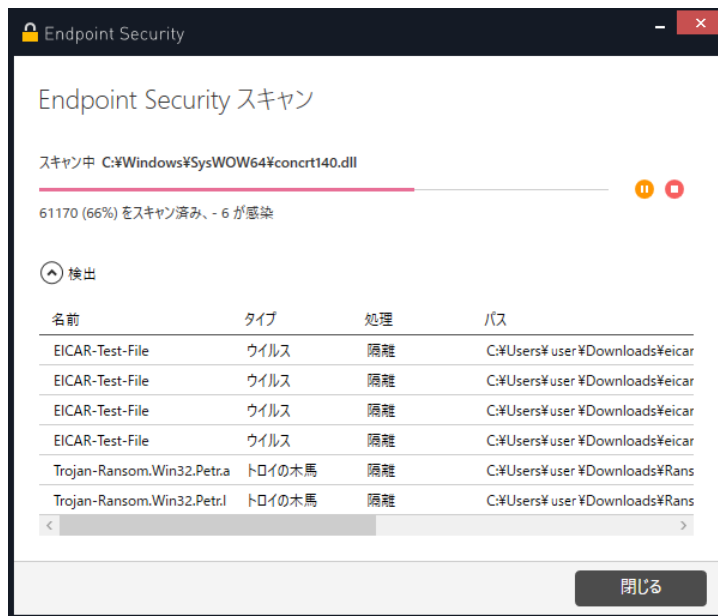 Endpoint Security
Endpoint Security スキャン
スキャン中 C:¥Windows¥SysWOW64¥concrt140.dll
61170 (66%) をスキャン済み、- 6 が感染
検出
名前 タイプ 処理 パス
EICAR-Test-File ウイルス 隔離 C:¥Users¥user¥Downloads¥eicar
EICAR-Test-File ウイルス 隔離 C:¥Users¥user¥Downloads¥eicar
EICAR-Test-File ウイルス 隔離 C:¥Users¥user¥Downloads¥eicar
EICAR-Test-File ウイルス 隔離 C:¥Users¥user¥Downloads¥eicar
Trojan-Ransom.Win32.Petr.a トロイの木馬 隔離 C:¥Users¥user¥Downloads¥Rans
Trojan-Ransom.Win32.Petr.l トロイの木馬 隔離 C:¥Users¥user¥Downloads¥Rans
閉じる